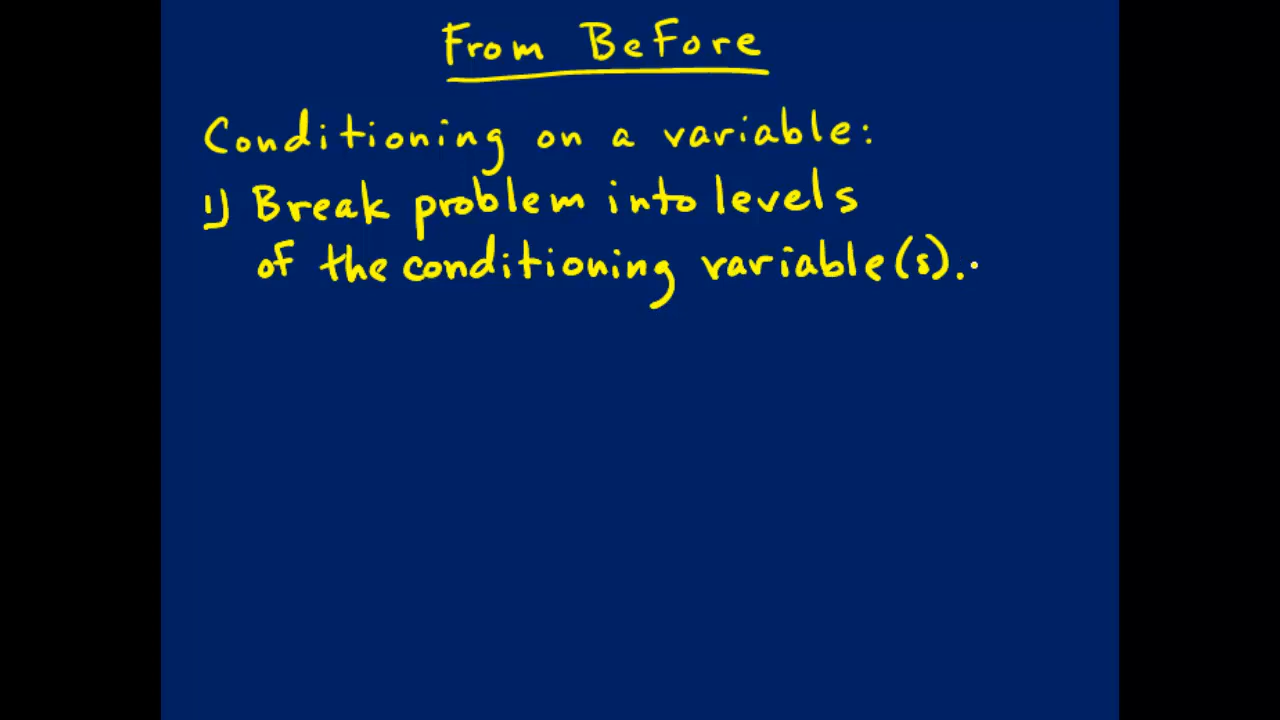 From Before
Conditioning on a variable:
1) Break problem into levels
of the conditioning variable(s).